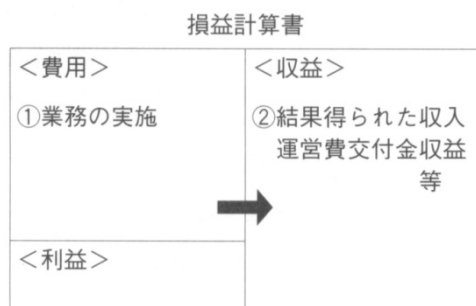 損益計算書
＜費用＞
①業務の実施
＜利益＞
＜収益＞
②結果得られた収入
運営費交付金収益
等